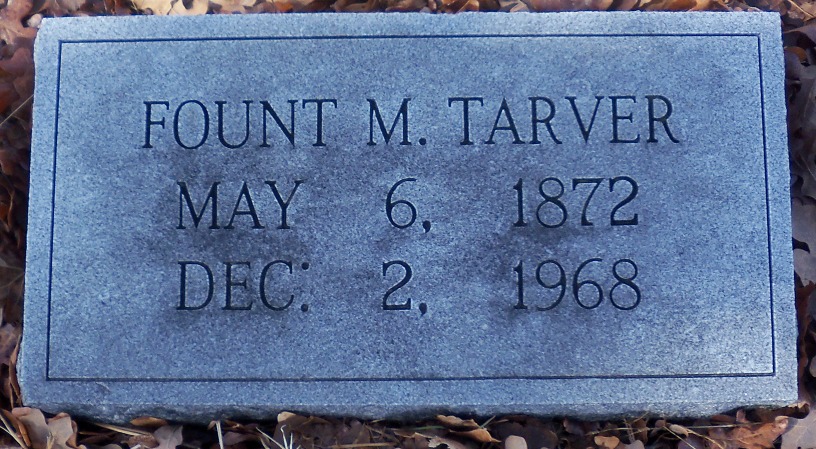 FOUNT M. TARVER
MAY 6, 1872
DEC: 2, 1968